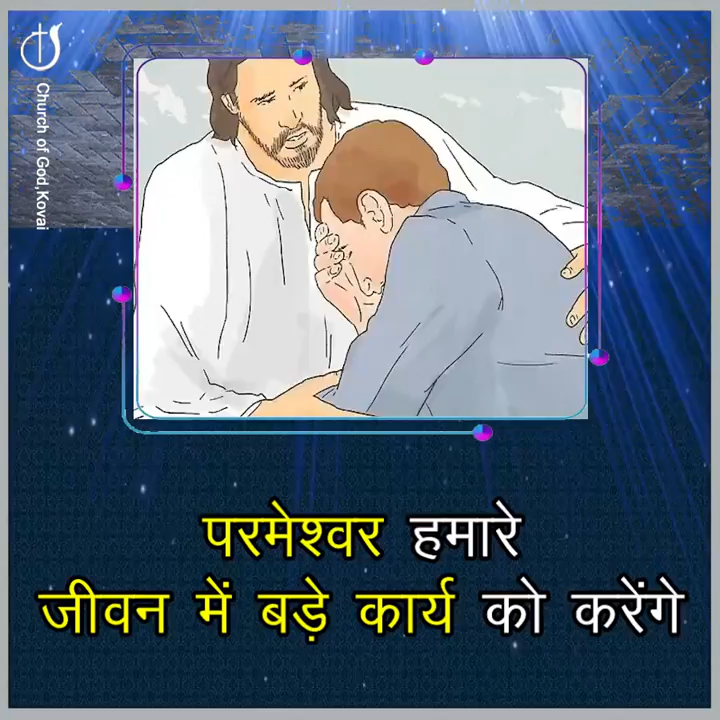 Church of God,Kovai
परमेश्वर हमारे
जीवन में बड़े कार्य को करेंगे